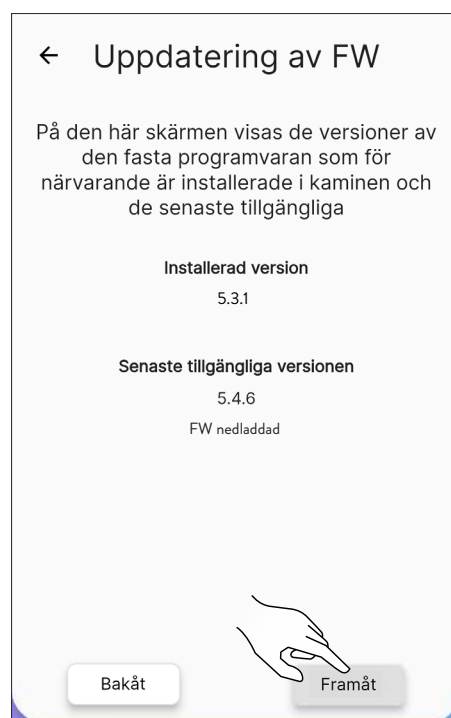 Uppdatering av FW
På den här skärmen visas de versioner av
den fasta programvaran som för
närvarande är installerade i kaminen och
de senaste tillgängliga
Installerad version
5.3.1
Senaste tillgängliga versionen
5.4.6
FW nedladdad
Bakåt
Framåt